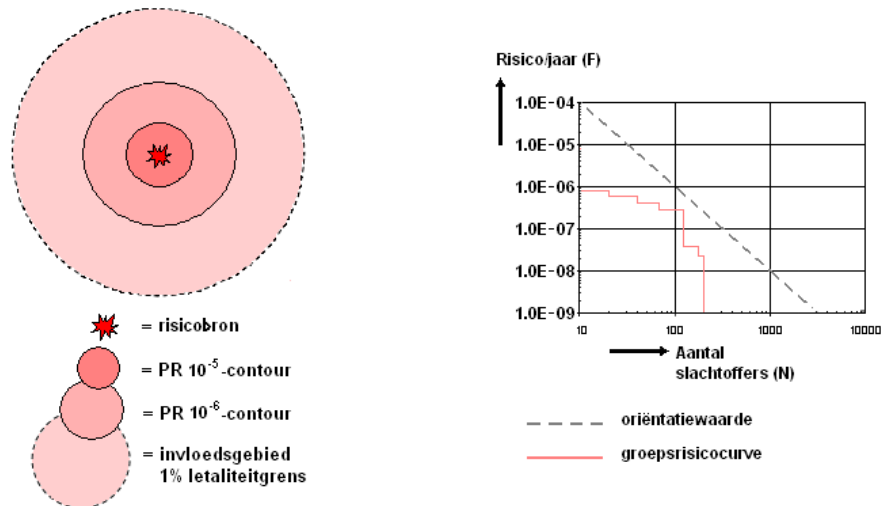 = risicobron
= PR 10-5-contour
= PR 10-6-contour
= invloedsgebied
1% letaliteitgrens
Risico/jaar (F)
1.0E-04
1.0E-05
1.0E-06
1.0E-07
1.0E-08
1.0E-09
10 100 1000 10000
Aantal
slachtoffers (N)
oriëntatiewaarde
groepsrisicocurve